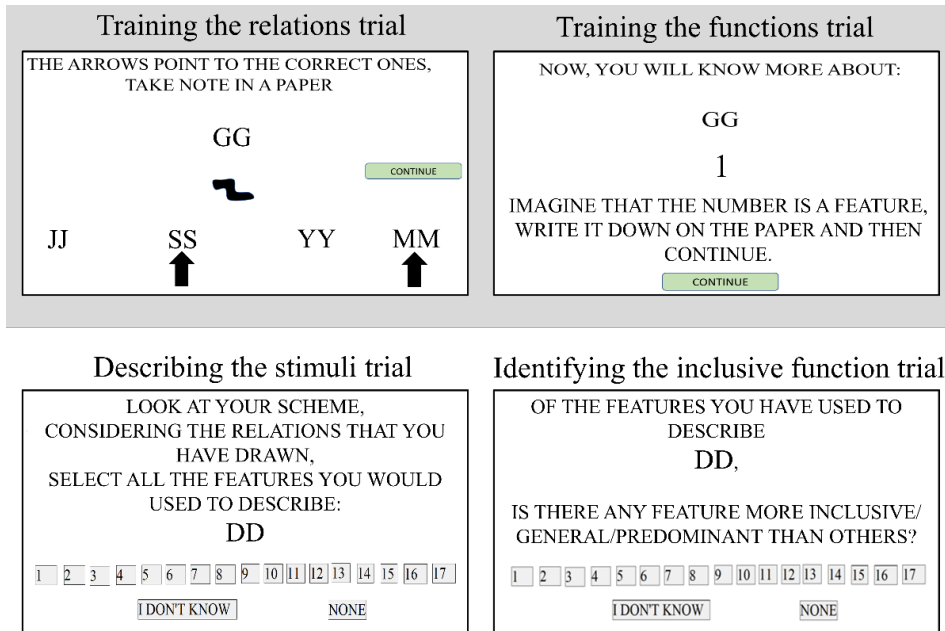 Training the relations trial
THE ARROWS POINT TO THE CORRECT ONES,
TAKE NOTE IN A PAPER
GG
CONTINUE
JJ SS YY MM
Training the functions trial
NOW, YOU WILL KNOW MORE ABOUT:
GG
1
IMAGINE THAT THE NUMBER IS A FEATURE,
WRITE IT DOWN ON THE PAPER AND THEN
CONTINUE.
CONTINUE
Describing the stimuli trial
LOOK AT YOUR SCHEME,
CONSIDERING THE RELATIONS THAT YOU
HAVE DRAWN,
SELECT ALL THE FEATURES YOU WOULD
USED TO DESCRIBE:
DD
1 2 3 4 5 6 7 8 9 10 11 12 13 14 15 16 17
I DON'T KNOW NONE
Identifying the inclusive function trial
OF THE FEATURES YOU HAVE USED TO
DESCRIBE
DD,
IS THERE ANY FEATURE MORE INCLUSIVE/
GENERAL/PREDOMINANT THAN OTHERS?
1 2 3 4 5 6 7 8 9 10 11 12 13 14 15 16 17
I DON'T KNOW NONE